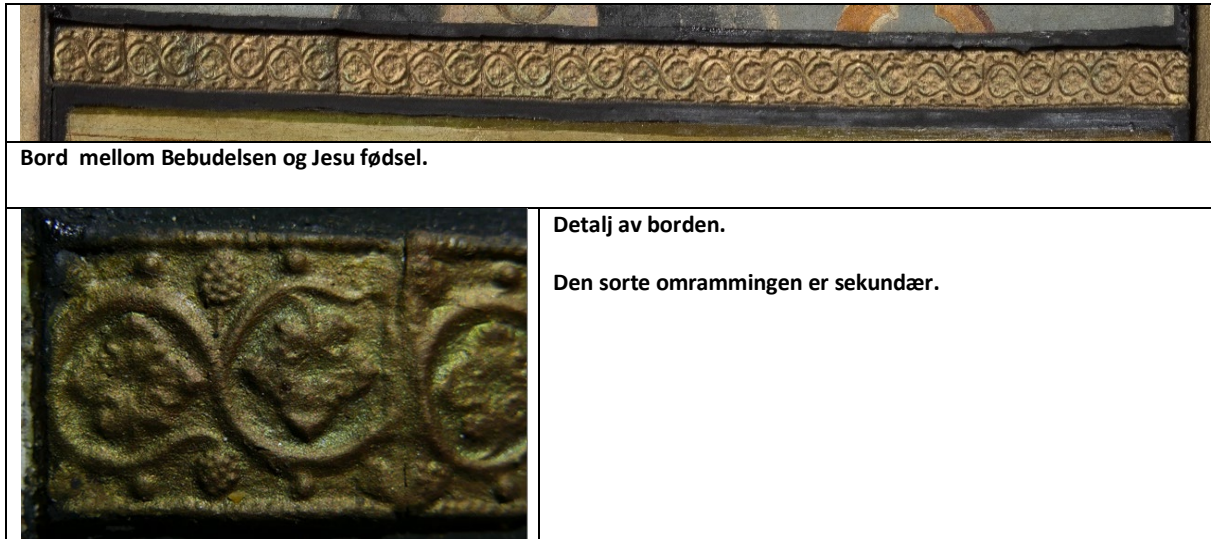 Bord mellom Bebudelsen og Jesu fødsel.
Detalj av borden.
Den sorte omrammingen er sekundær.